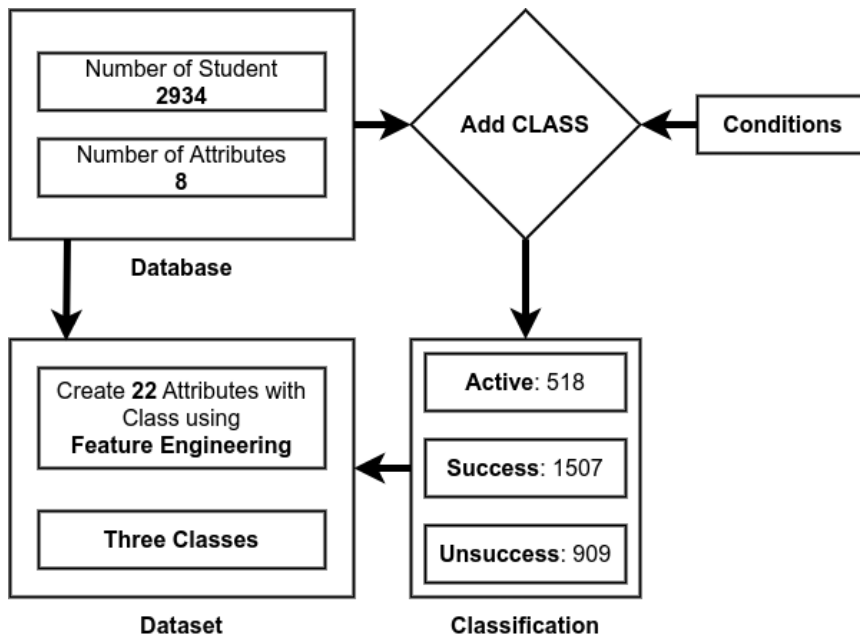 Number of Student
2934
Number of Attributes
8
Database
Add CLASS
Conditions
Create 22 Attributes with
Class using
Feature Engineering
Three Classes
Dataset
Active: 518
Success: 1507
Unsuccess: 909
Classification